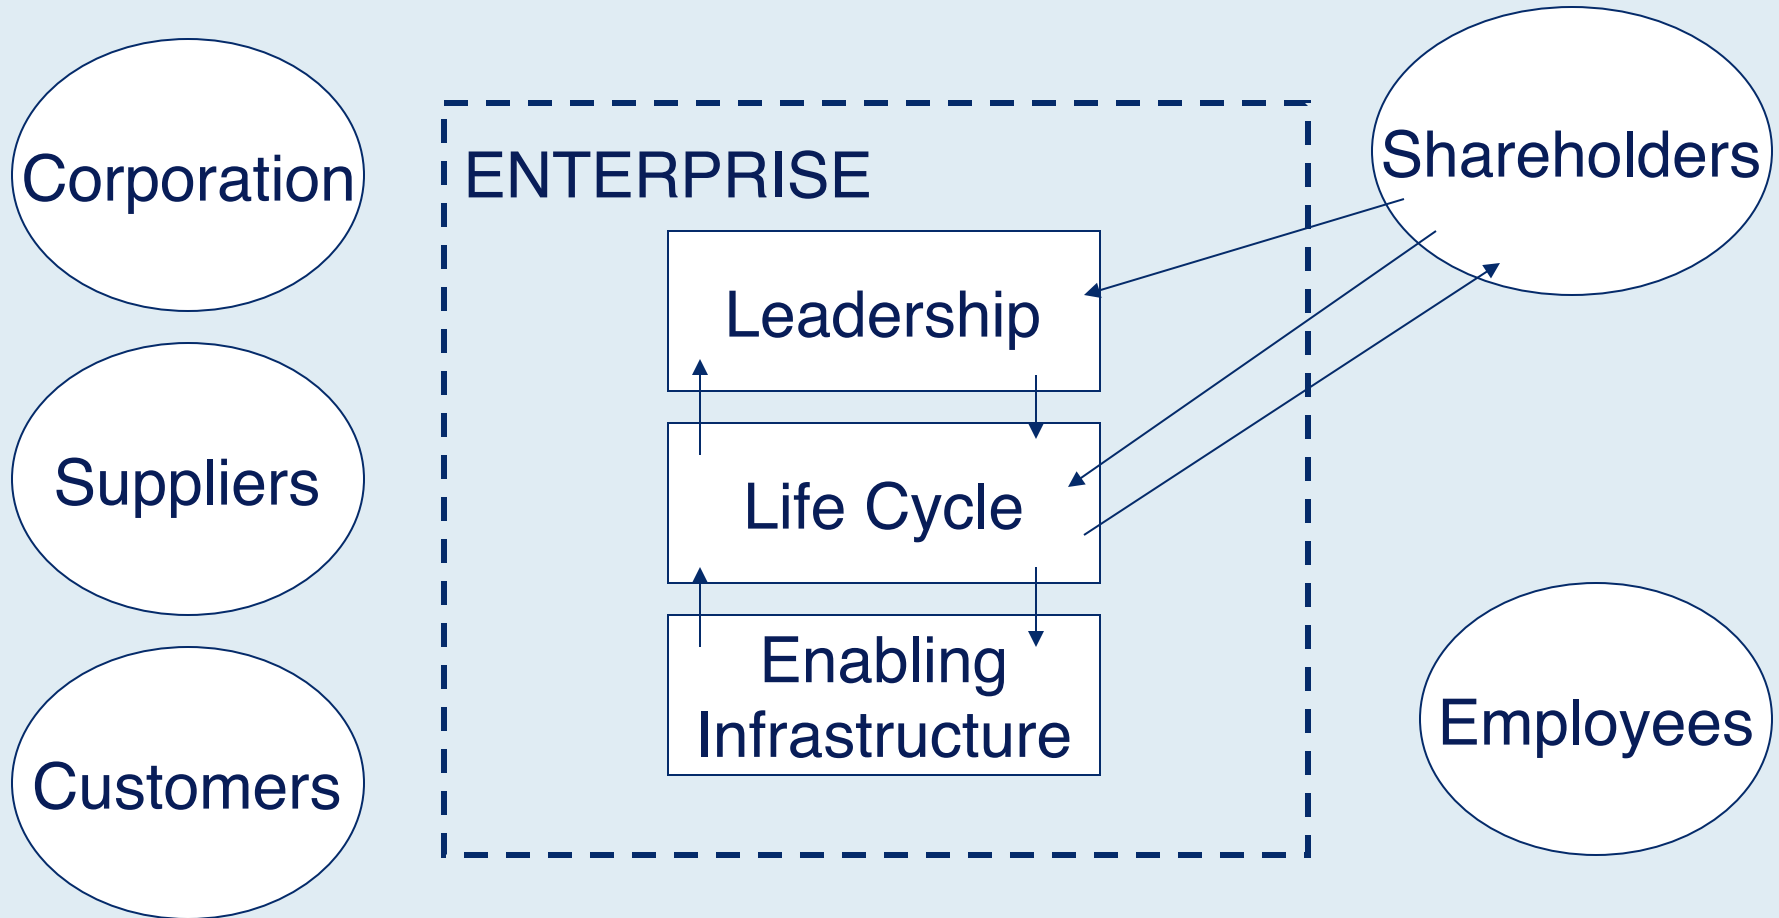 Corporation
Suppliers
Customers
ENTERPRISE
Leadership
Life Cycle
Enabling
Infrastructure
Shareholders
Employees